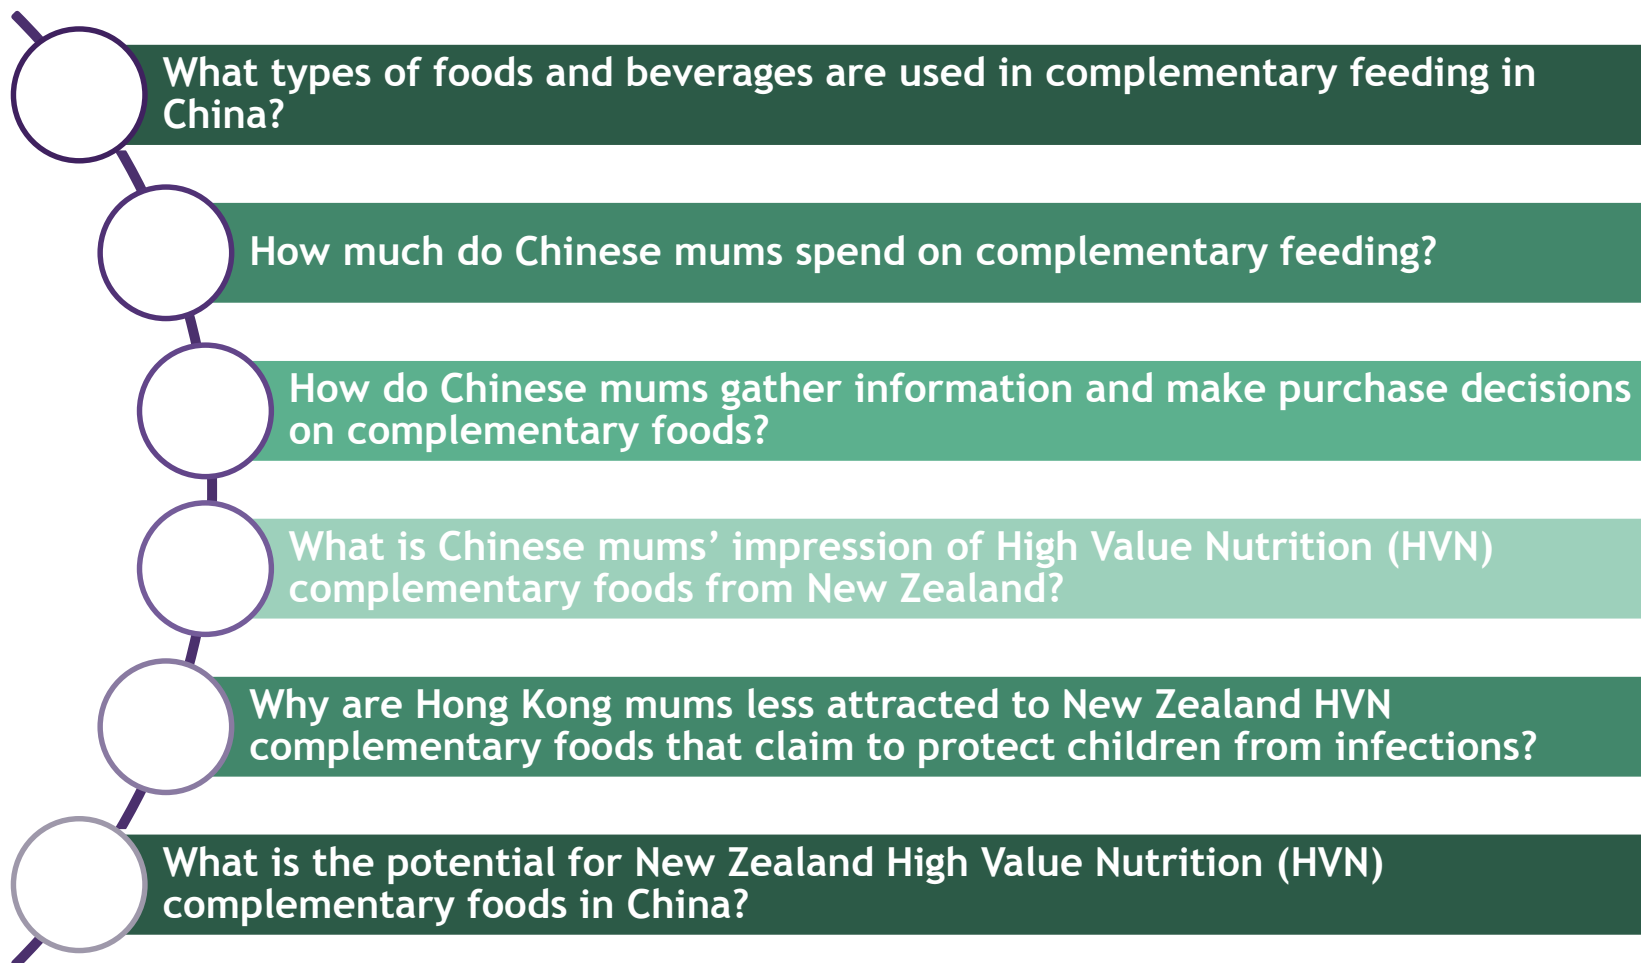 What types of foods and beverages are used in complementary feeding in
China?
How much do Chinese mums spend on complementary feeding?
How do Chinese mums gather information and make purchase decisions
on complementary foods?
What is Chinese mums’ impression of High Value Nutrition (HVN)
complementary foods from New Zealand?
Why are Hong Kong mums less attracted to New Zealand HVN
complementary foods that claim to protect children from infections?
What is the potential for New Zealand High Value Nutrition (HVN)
complementary foods in China?